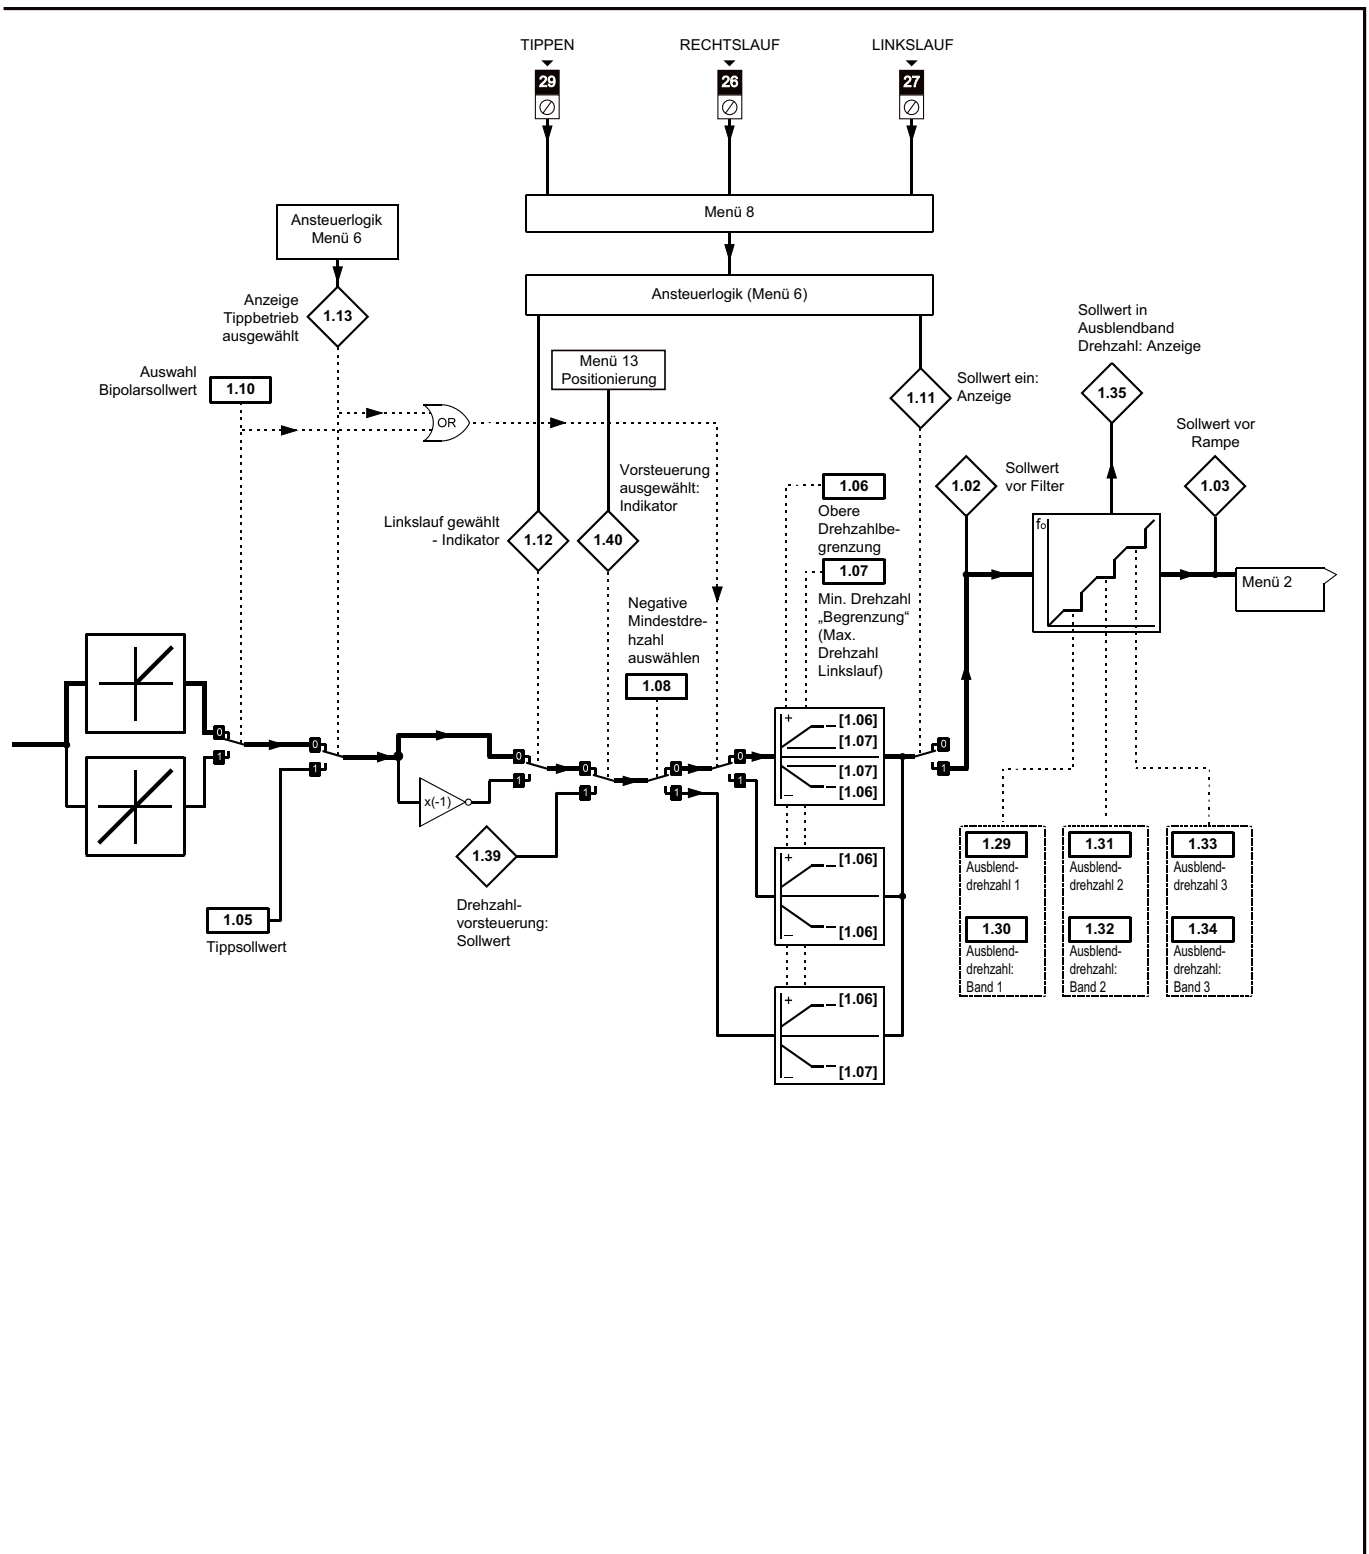 TIPPEN
RECHTSLAUF
LINKSLAUF
29
26
27
Menü 8
Ansteuerlogik
Menü 6
Ansteuerlogik (Menü 6)
Anzeige
Tippbetrieb
ausgewählt
1.13
Sollwert in
Ausblendband
Drehzahl: Anzeige
1.35
Auswahl
Bipolarsollwert
1.10
Menü 13
Positionierung
1.11
Sollwert ein:
Anzeige
OR
Sollwert vor
Rampe
1.03
1.02
Sollwert
vor Filter
Vorsteuerung
ausgewählt:
Indikator
1.06
Obere
Drehzahlbe-
grenzung
1.07
Min. Drehzahl
„Begrenzung“
(Max.
Drehzahl
Linkslauf)
Linkslauf gewählt
- Indikator
1.12
1.40
fo
Menü 2
Negative
Mindestdre-
hzahl
auswählen
1.08
0
1
0
1
x(-1)
0
1
0
1
0
1
0
1
+
[1.06]
[1.07]
[1.07]
_
[1.06]
0
1
1.39
Drehzahl-
vorsteuerung:
Sollwert
1.05
Tippsollwert
+
[1.06]
_
[1.06]
+
[1.06]
_
[1.07]
1.29
Ausblend-
drehzahl 1
1.30
Ausblend-
drehzahl:
Band 1
1.31
Ausblend-
drehzahl 2
1.32
Ausblend-
drehzahl:
Band 2
1.33
Ausblend-
drehzahl 3
1.34
Ausblend-
drehzahl:
Band 3